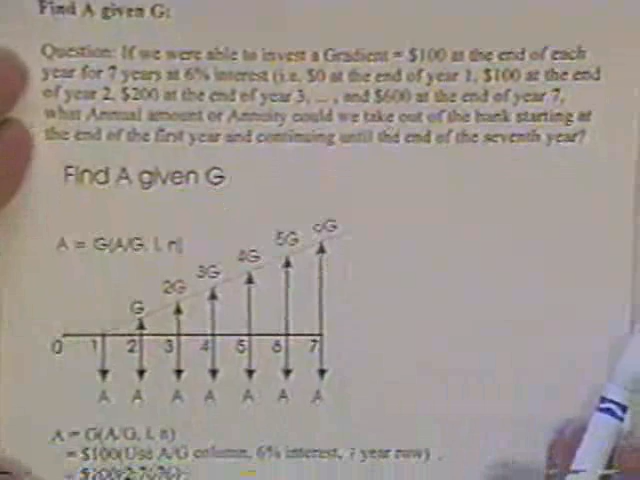 Find A given G:
Question: If we were able to invest a Gradient = $100 at the end of each
year for 7 years at 6% interest (i.e. $0 at the end of year 1, $100 at the end
of year 2, $200 at the end of year 3, ... , and $600 at the end of year 7,
what Annual amount or Annuity could we take out of the bank starting at
the end of the first year and continuing until the end of the seventh year?
Find A given G
A = G(A/G, I, n)
G 2G 3G 4G 5G 6G
0 1 2 3 4 5 6 7
A A A A A A A
A = G(A/G, I, n)
= $100(Use A/G column, 6% interest, 7 year row)